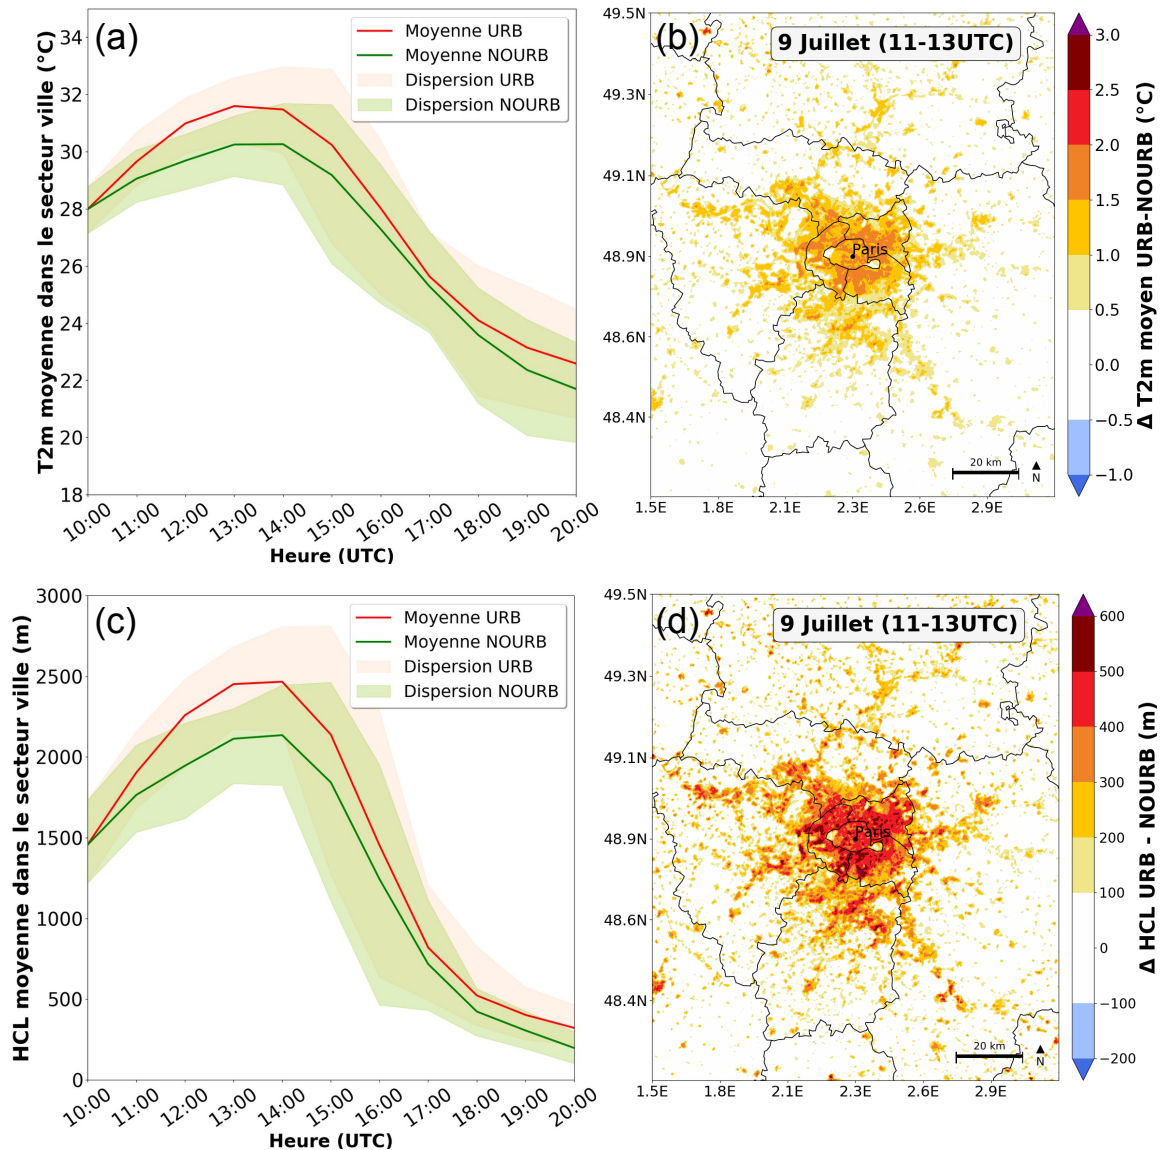 (a)
Moyenne URB
Moyenne NOURB
Dispersion URB
Dispersion NOURB
T2m moyenne dans le secteur ville (°C)
34
32
30
28
26
24
22
20
18
10:00
11:00
12:00
13:00
14:00
15:00
16:00
17:00
18:00
19:00
20:00
Heure (UTC)
(b)
9 Juillet (11-13UTC)
49.5N
49.3N
49.1N
48.9N
48.6N
48.4N
Paris
20 km
N
1.5E
1.8E
2.1E
2.3E
2.6E
2.9E
3.0
2.5
2.0
1.5
1.0
0.5
0.0
−0.5
−1.0
Δ T2m moyen URB-NOURB (°C)
(c)
Moyenne URB
Moyenne NOURB
Dispersion URB
Dispersion NOURB
HCL moyenne dans le secteur ville (m)
3000
2500
2000
1500
1000
500
0
10:00
11:00
12:00
13:00
14:00
15:00
16:00
17:00
18:00
19:00
20:00
Heure (UTC)
(d)
9 Juillet (11-13UTC)
49.5N
49.3N
49.1N
48.9N
48.6N
48.4N
Paris
20 km
N
1.5E
1.8E
2.1E
2.3E
2.6E
2.9E
600
500
400
300
200
100
0
−100
−200
Δ HCL URB - NOURB (m)